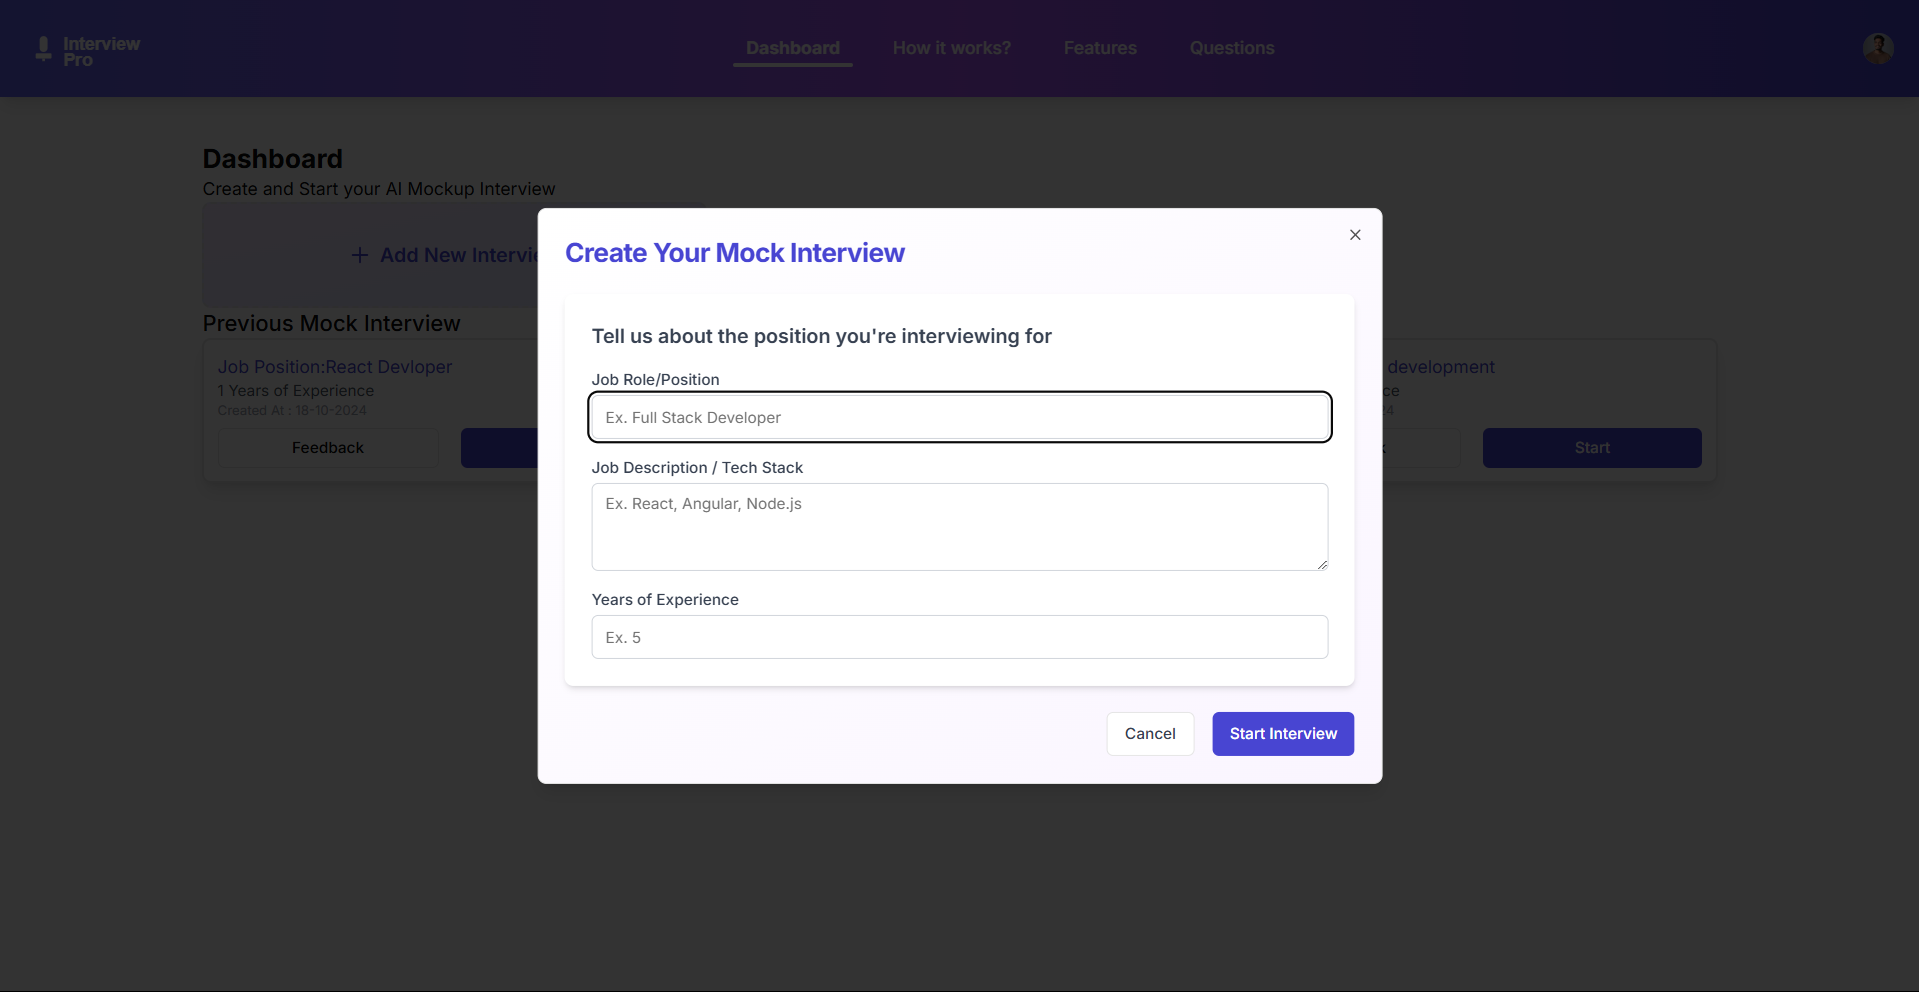 Interview
Pro
Dashboard
How it works?
Features
Questions
Dashboard
Create and Start your AI Mockup Interview
Add New
Previous Mock Interview
Job Position:React Devloper
1 Years of Experience
Created At : 18-10-2024
Feedback
development
Start
Create Your Mock Interview
Tell us about the position you're interviewing for
Job Role/Position
Ex. Full Stack Developer
Job Description / Tech Stack
Ex. React, Angular, Node.js
Years of Experience
Ex. 5
Cancel
Start Interview